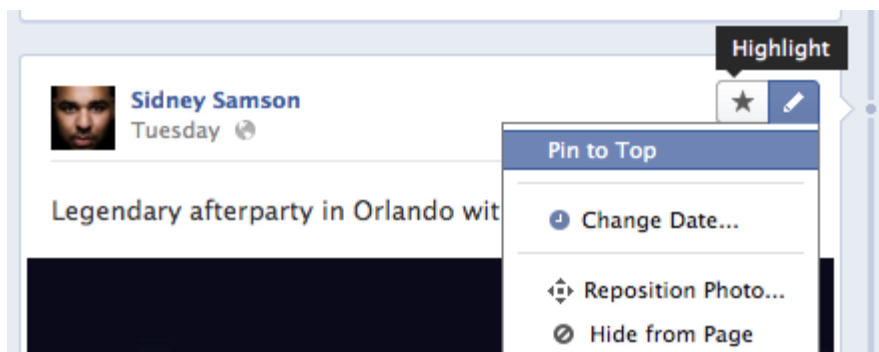 Highlight
Sidney Samson
Tuesday
Pin to Top
Legendary afterparty in Orlando wit
Change Date...
Reposition Photo...
Hide from Page